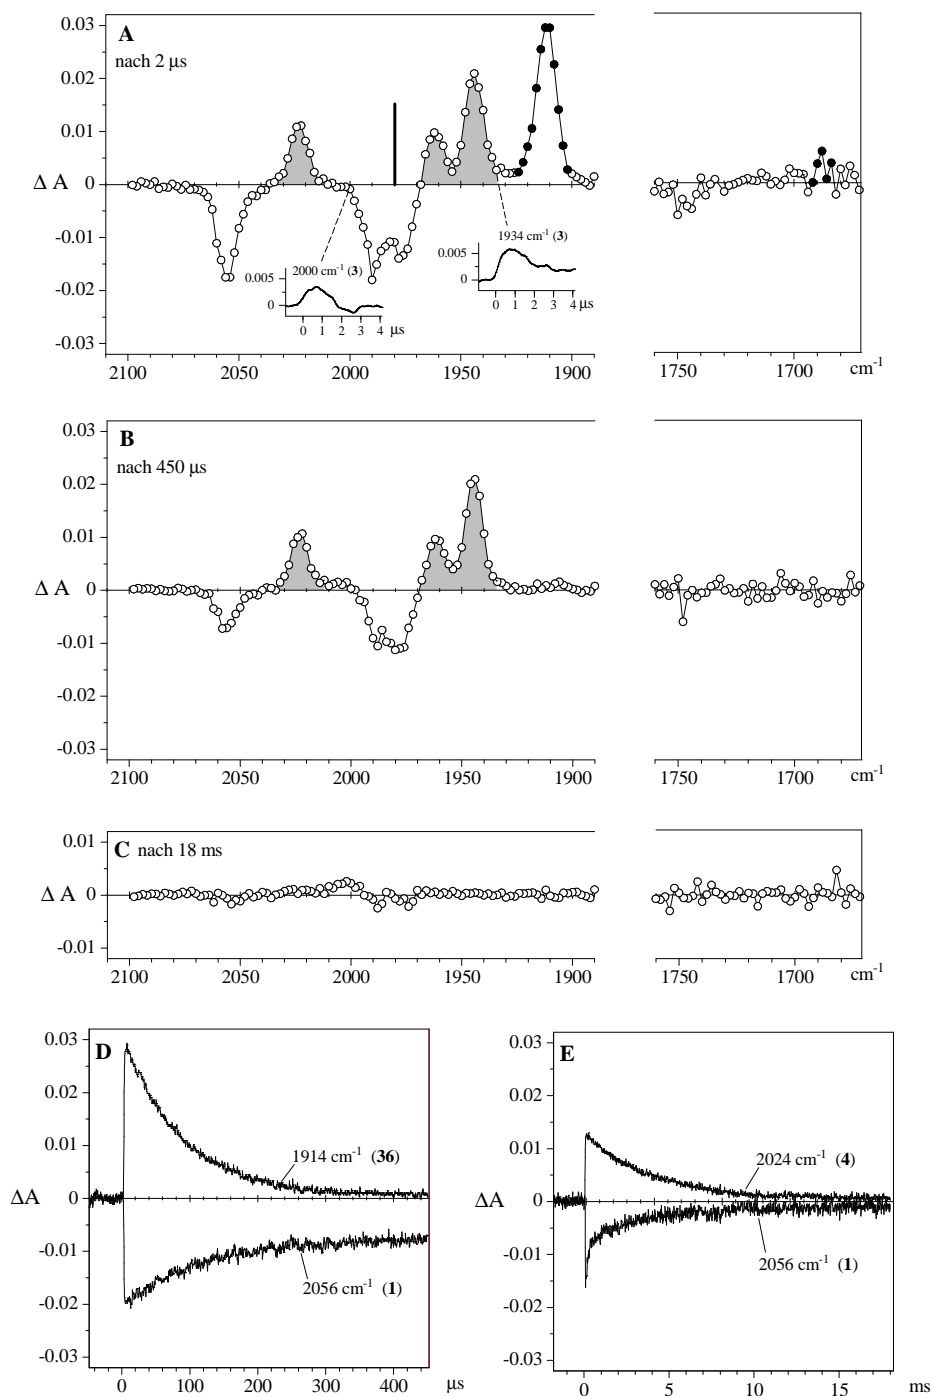 A
nach 2 µs
0.03
0.02
0.01
Δ A 0
-0.01
-0.02
-0.03
2000 cm-1 (3)
0.005
0
0 1 2 3 4 µs
1934 cm-1 (3)
0.005
0
0 1 2 3 4 µs
2100 2050 2000 1950 1900 1750 1700 cm-1
B
nach 450 µs
0.03
0.02
0.01
Δ A 0
-0.01
-0.02
-0.03
2100 2050 2000 1950 1900 1750 1700 cm-1
C nach 18 ms
0.01
Δ A 0
-0.01
2100 2050 2000 1950 1900 1750 1700 cm-1
D
0.03
0.02
0.01
ΔA 0
-0.01
-0.02
-0.03
1914 cm-1 (36)
2056 cm-1 (1)
0 100 200 300 400 µs
E
0.03
0.02
0.01
ΔA 0
-0.01
-0.02
-0.03
2024 cm-1 (4)
2056 cm-1 (1)
0 5 10 15 ms